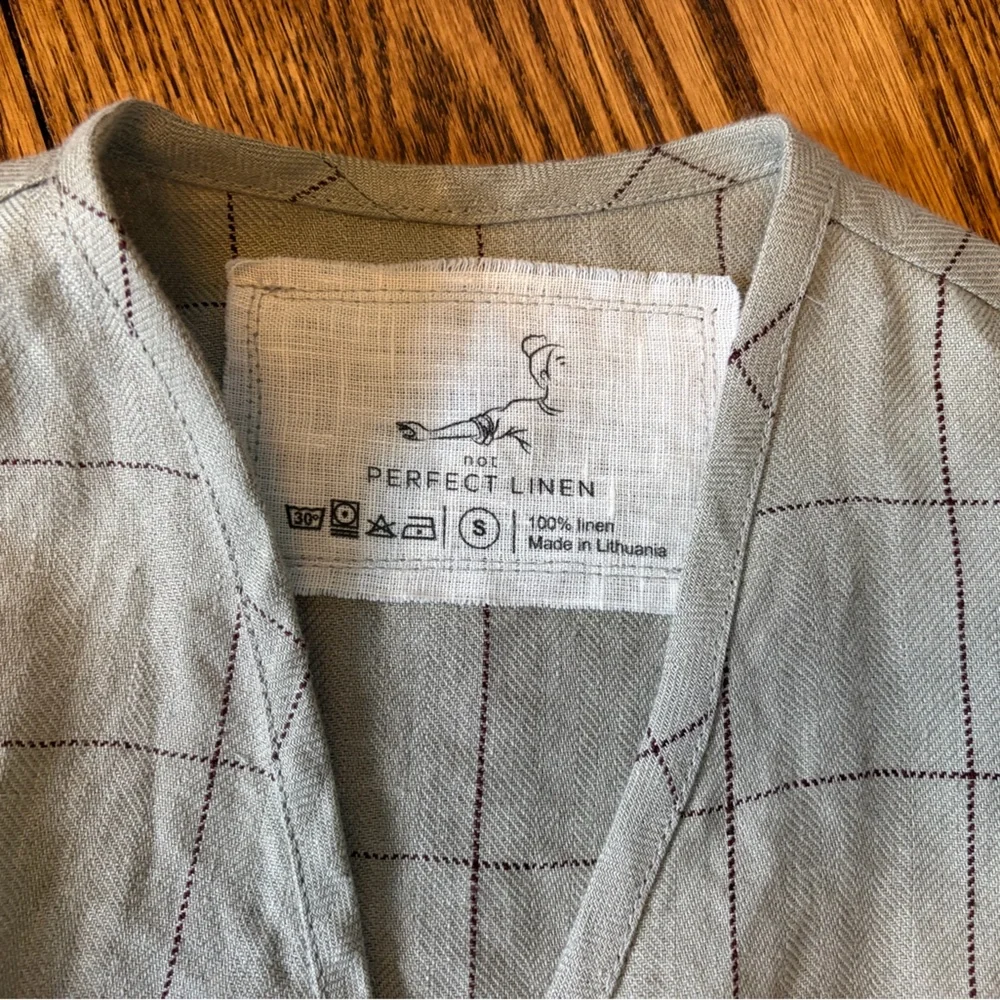 not
PERFECT LINEN
30° S 100% linen
Made in Lithuania